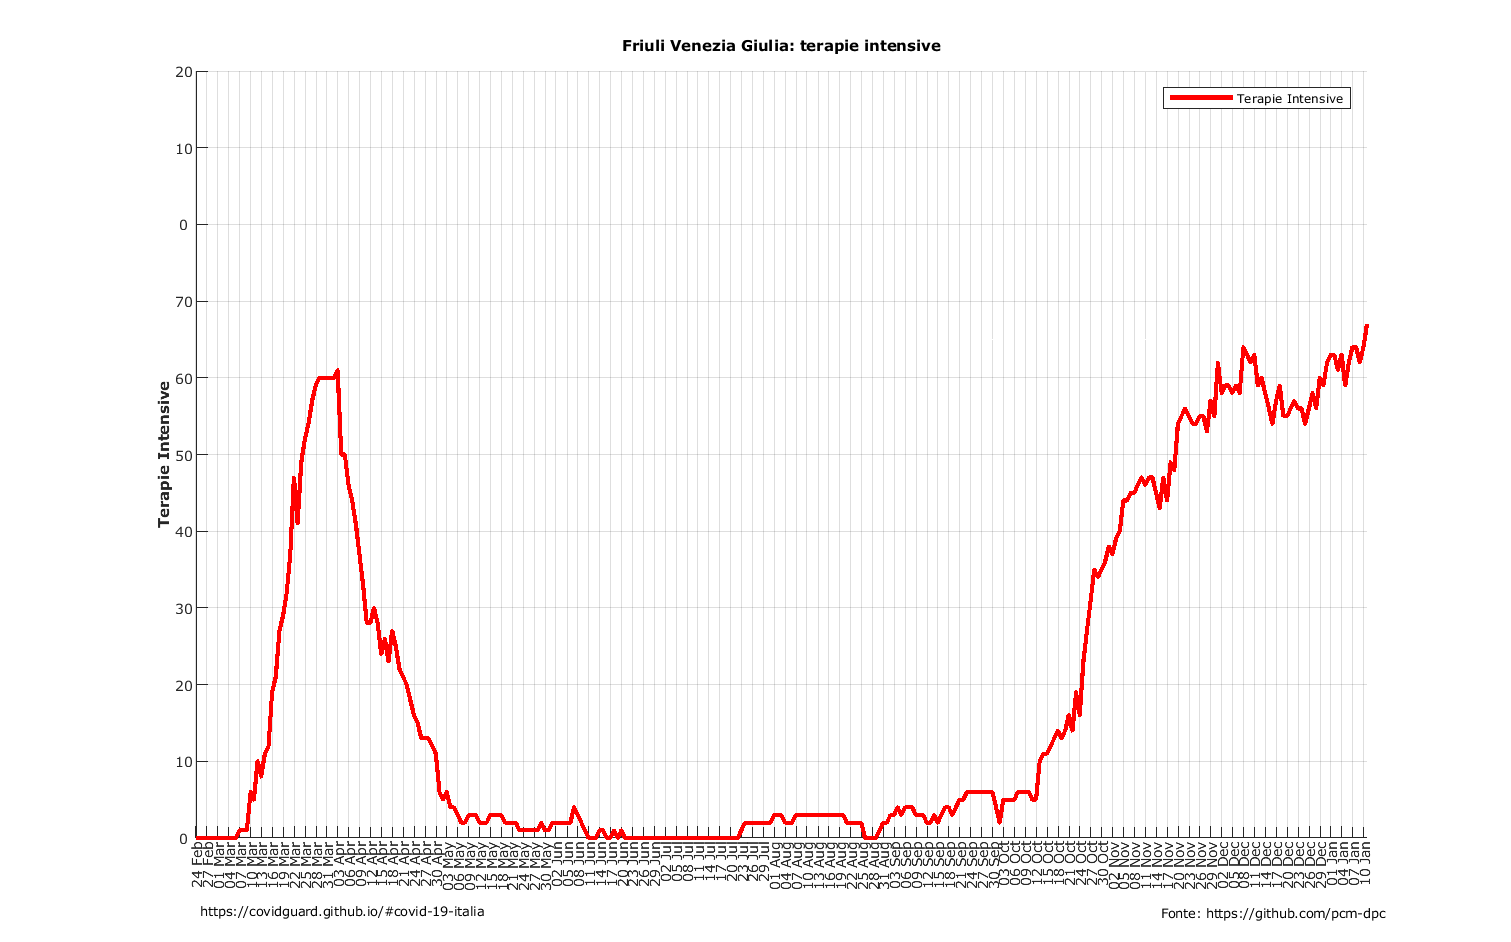 Friuli Venezia Giulia: terapie intensive
Terapie Intensive
20
10
0
70
60
50
40
30
20
10
0
Terapie Intensive
24 Feb
27 Feb
01 Mar
04 Mar
07 Mar
10 Mar
13 Mar
16 Mar
19 Mar
22 Mar
25 Mar
28 Mar
31 Mar
03 Apr
06 Apr
09 Apr
12 Apr
15 Apr
18 Apr
21 Apr
24 Apr
27 Apr
30 Apr
03 May
06 May
09 May
12 May
15 May
18 May
21 May
24 May
27 May
30 May
02 Jun
05 Jun
08 Jun
11 Jun
14 Jun
17 Jun
20 Jun
23 Jun
26 Jun
29 Jun
02 Jul
05 Jul
08 Jul
11 Jul
14 Jul
17 Jul
20 Jul
23 Jul
26 Jul
29 Jul
01 Aug
04 Aug
07 Aug
10 Aug
13 Aug
16 Aug
19 Aug
22 Aug
25 Aug
28 Aug
31 Aug
03 Sep
06 Sep
09 Sep
12 Sep
15 Sep
18 Sep
21 Sep
24 Sep
27 Sep
30 Sep
03 Oct
06 Oct
09 Oct
12 Oct
15 Oct
18 Oct
21 Oct
24 Oct
27 Oct
30 Oct
02 Nov
05 Nov
08 Nov
11 Nov
14 Nov
17 Nov
20 Nov
23 Nov
26 Nov
29 Nov
02 Dec
05 Dec
08 Dec
11 Dec
14 Dec
17 Dec
20 Dec
23 Dec
26 Dec
29 Dec
01 Jan
04 Jan
07 Jan
10 Jan
https://covidguard.github.io/#covid-19-italia
Fonte: https://github.com/pcm-dpc